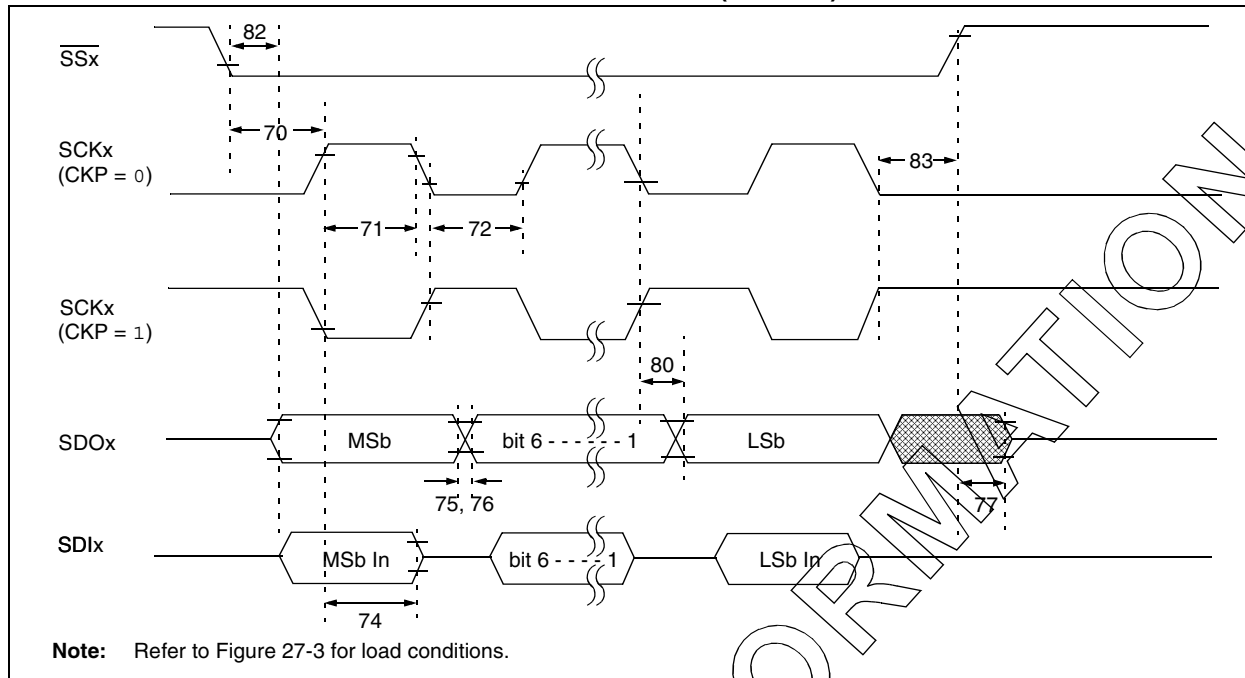 82
SSx
70
SCKx
(CKP = 0)
83
71
72
SCKx
(CKP = 1)
80
SDOx
MSb
bit 6 - - - - - - 1
LSb
75, 76
77
SDIx
MSb In
bit 6 - - - - 1
LSb In
74
Note: Refer to Figure 27-3 for load conditions.
ORMATION